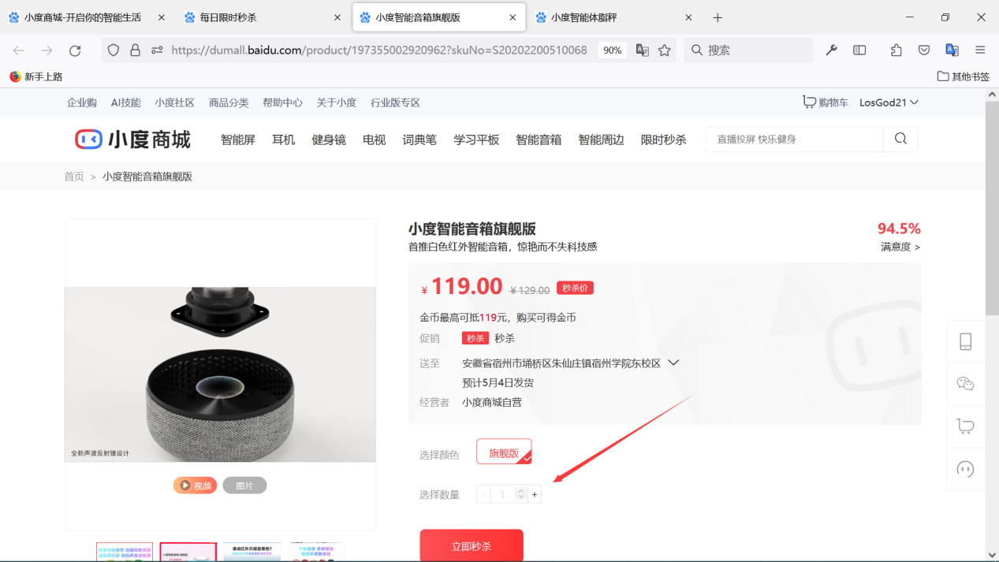 小度商城-开启你的智能生活
每日限时秒杀
小度智能音箱旗舰版
小度智能体脂秤
https://dumall.baidu.com/product/197355002920962?skuNo=S20202200510068
90%
搜索
新手上路
其他书签
企业购 AI技能 小度社区 商品分类 帮助中心 关于小度 行业版专区
购物车 LosGod21
小度商城
智能屏 耳机 健身镜 电视 词典笔 学习平板 智能音箱 智能周边 限时秒杀
直播投屏 快乐健身
首页 > 小度智能音箱旗舰版
小度智能音箱旗舰版
94.5%
首推白色红外智能音箱，惊艳而不失科技感
满意度 >
¥ 119.00 ¥ 129.00 秒杀价
金币最高可抵119元，购买可得金币
促销 秒杀 秒杀
送至 安徽省宿州市埇桥区朱仙庄镇宿州学院东校区
预计5月4日发货
经营者 小度商城自营
全新声波反射锥设计
选择颜色 旗舰版
视频 图片
选择数量 - 1 +
立即秒杀
谁说红外只能是黑色?